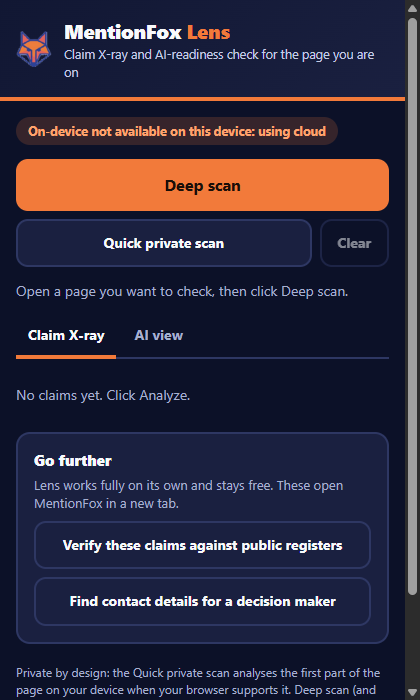 MentionFox Lens
Claim X-ray and AI-readiness check for the page you are
on
On-device not available on this device: using cloud
Deep scan
Quick private scan
Clear
Open a page you want to check, then click Deep scan.
Claim X-ray
AI view
No claims yet. Click Analyze.
Go further
Lens works fully on its own and stays free. These open
MentionFox in a new tab.
Verify these claims against public registers
Find contact details for a decision maker
Private by design: the Quick private scan analyses the first part of the
page on your device when your browser supports it. Deep scan (and